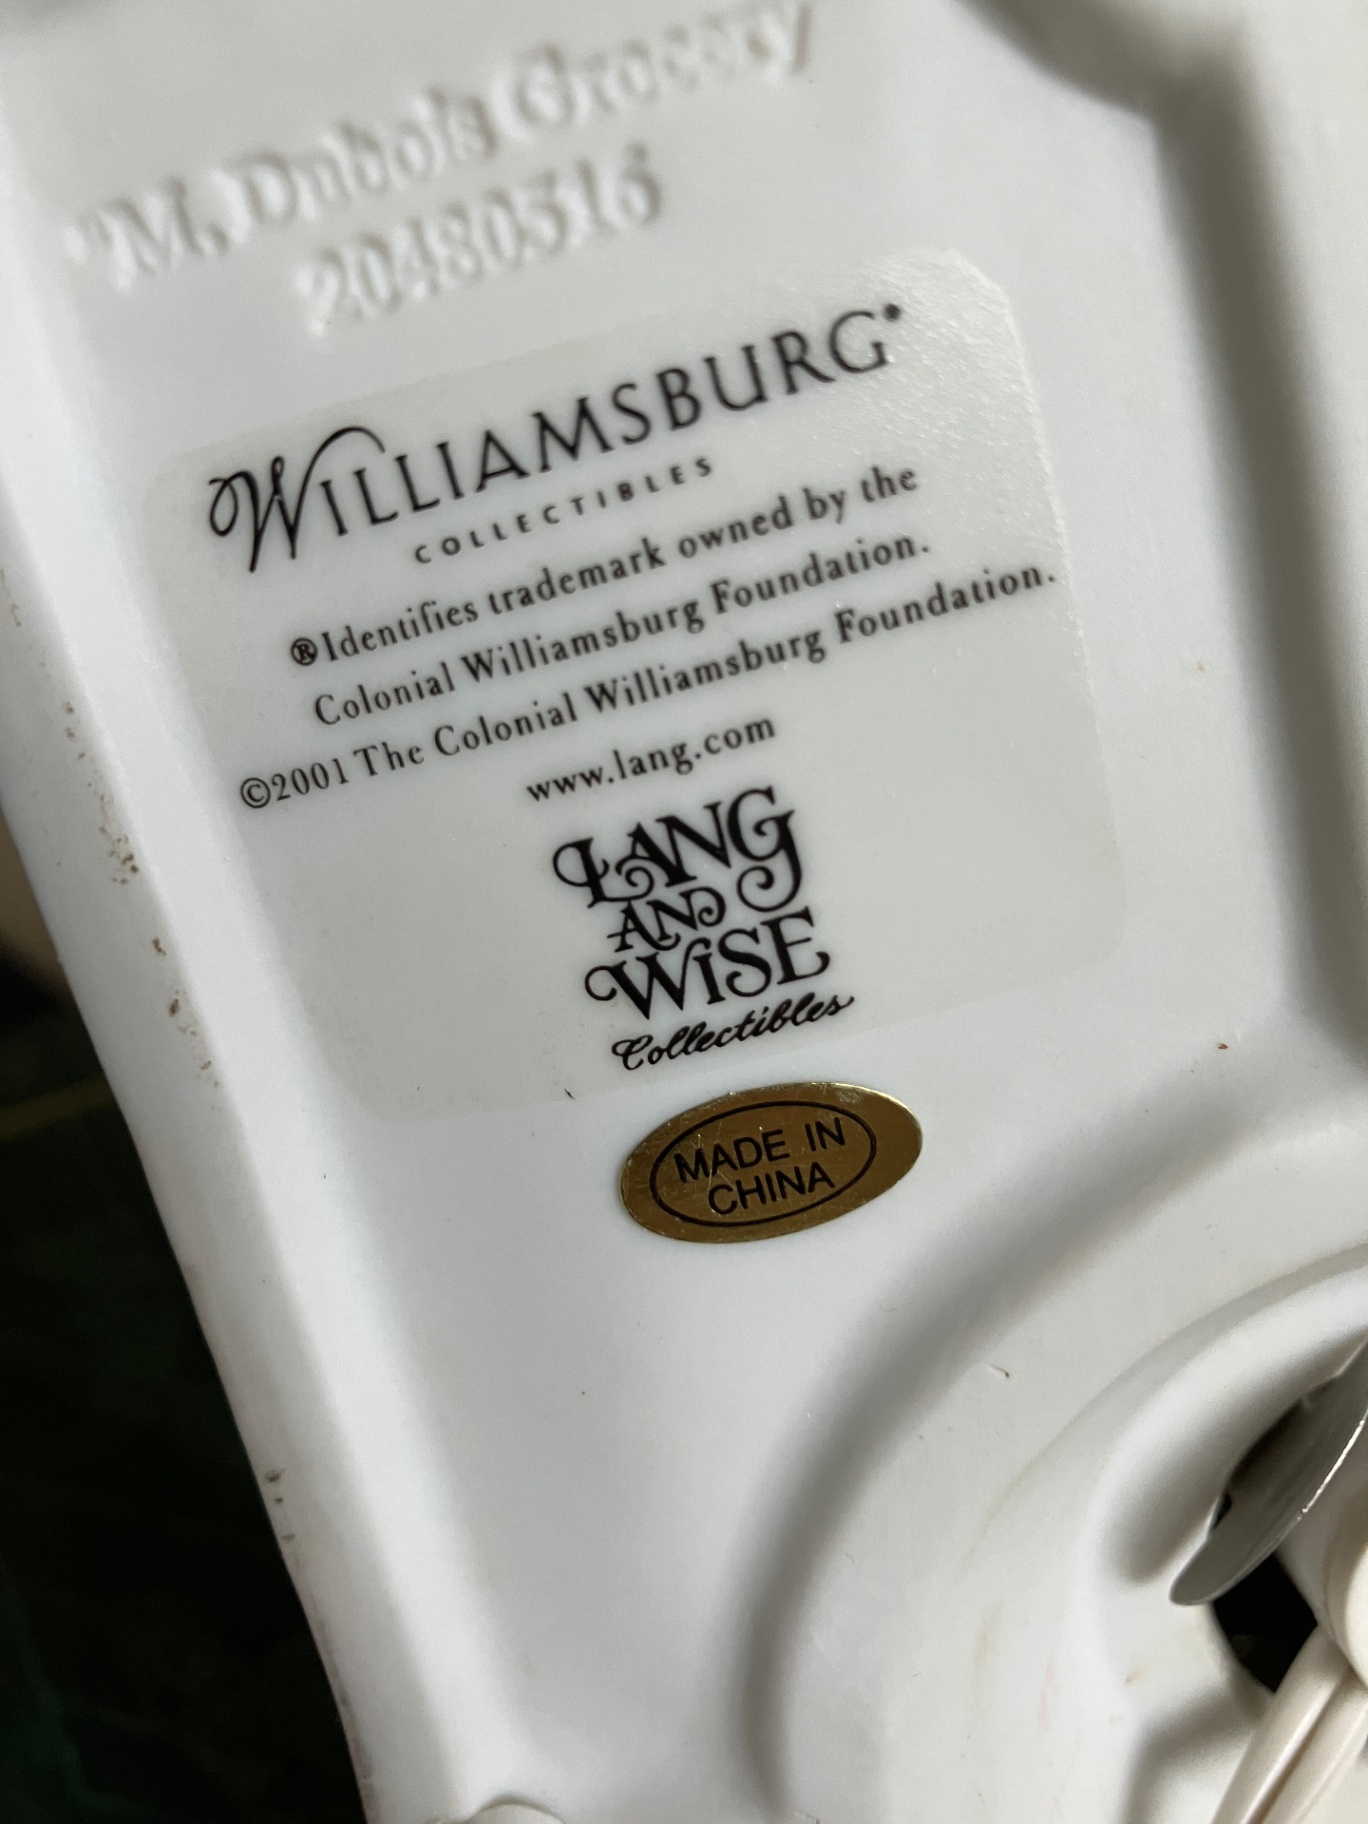 "M. Dubois Grocery
20480316
WILLIAMSBURG®
COLLECTIBLES
®Identifies trademark owned by the
Colonial Williamsburg Foundation.
©2001 The Colonial Williamsburg Foundation.
www.lang.com
LANG
AND
WISE
Collectibles
MADE IN
CHINA